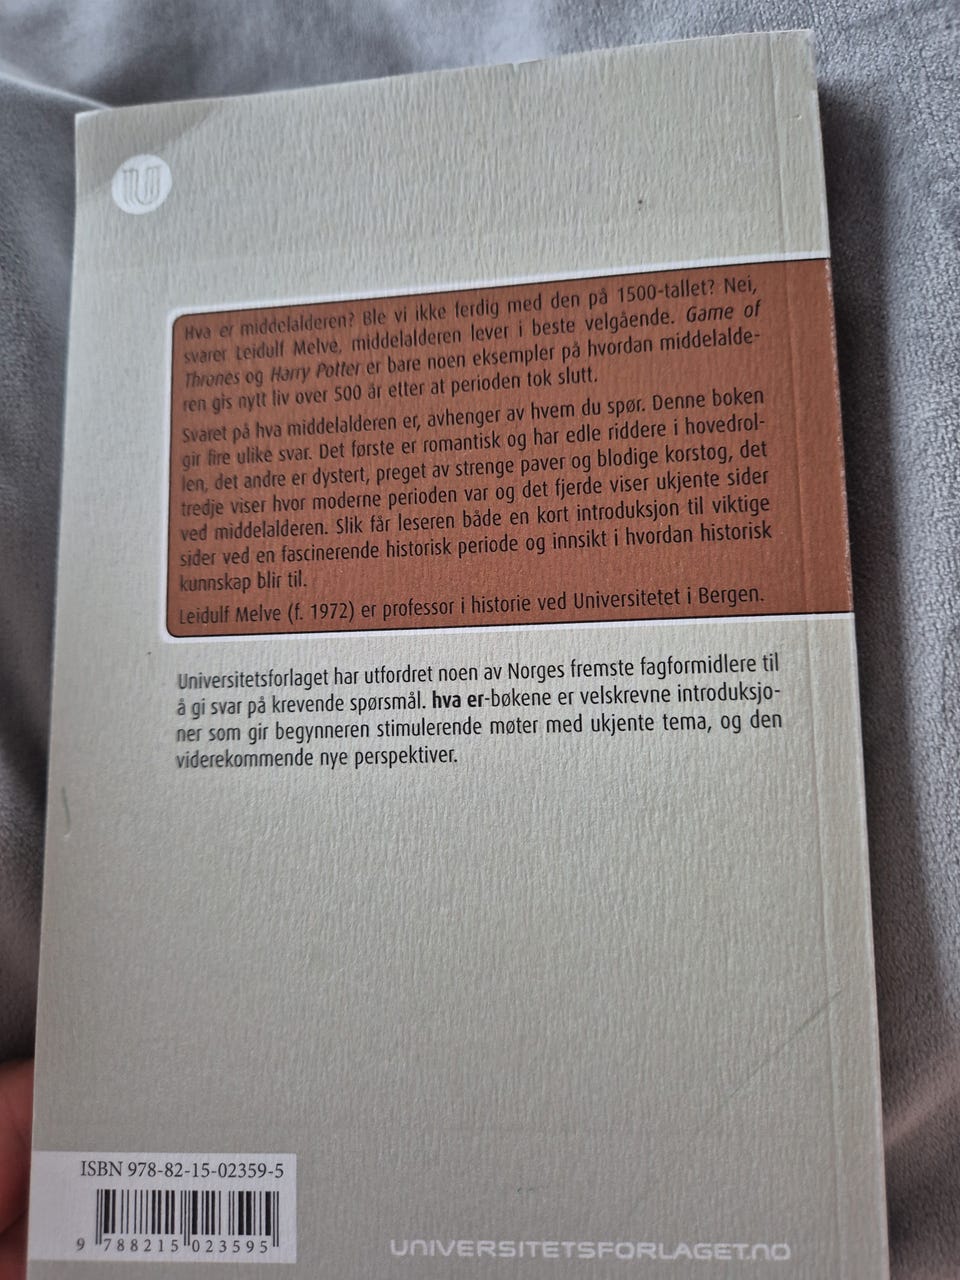 Hva er middelalderen? Ble vi ikke ferdig med den på 1500-tallet? Nei,
svarer Leidulf Melve, middelalderen lever i beste velgående. Game of
Thrones og Harry Potter er bare noen eksempler på hvordan middelalde-
ren gis nytt liv over 500 år etter at perioden tok slutt.
Svaret på hva middelalderen er, avhenger av hvem du spør. Denne boken
gir fire ulike svar. Det første er romantisk og har edle riddere i hovedrol-
len, det andre er dystert, preget av strenge paver og blodige korstog, det
tredje viser hvor moderne perioden var og det fjerde viser ukjente sider
ved middelalderen. Slik får leseren både en kort introduksjon til viktige
sider ved en fascinerende historisk periode og innsikt i hvordan historisk
kunnskap blir til.
Leidulf Melve (f. 1972) er professor i historie ved Universitetet i Bergen.
Universitetsforlaget har utfordret noen av Norges fremste fagformidlere til
å gi svar på krevende spørsmål. hva er-bøkene er velskrevne introduksjo-
ner som gir begynneren stimulerende møter med ukjente tema, og den
viderekommende nye perspektiver.
ISBN 978-82-15-02359-5
9 788215 023595
UNIVERSITETSFORLAGET.NO